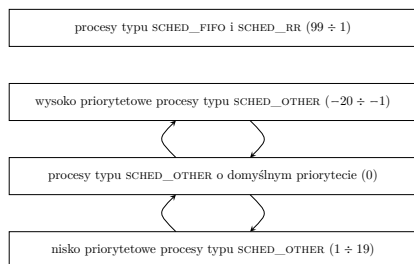 procesy typu SCHED_FIFO i SCHED_RR (99 ÷ 1)
wysoko priorytetowe procesy typu SCHED_OTHER (−20 ÷ −1)
procesy typu SCHED_OTHER o domyślnym priorytecie (0)
nisko priorytetowe procesy typu SCHED_OTHER (1 ÷ 19)